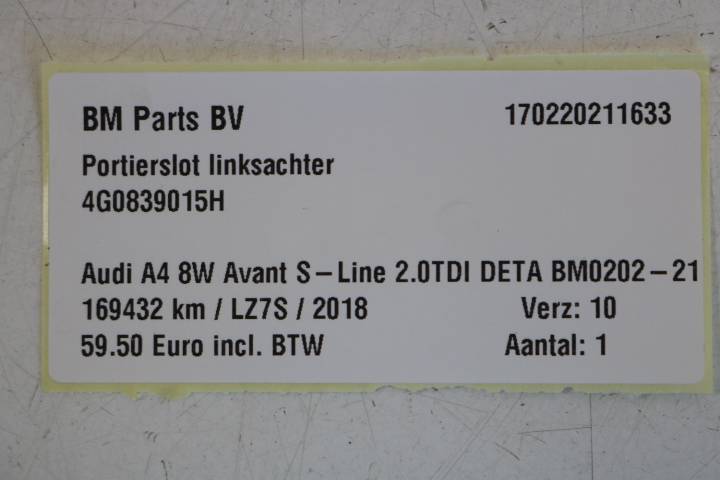 BM Parts BV 170220211633
Portierslot linksachter
4G0839015H
Audi A4 8W Avant S-Line 2.0TDI DETA BM0202-21
169432 km / LZ7S / 2018 Verz: 10
59.50 Euro incl. BTW Aantal: 1